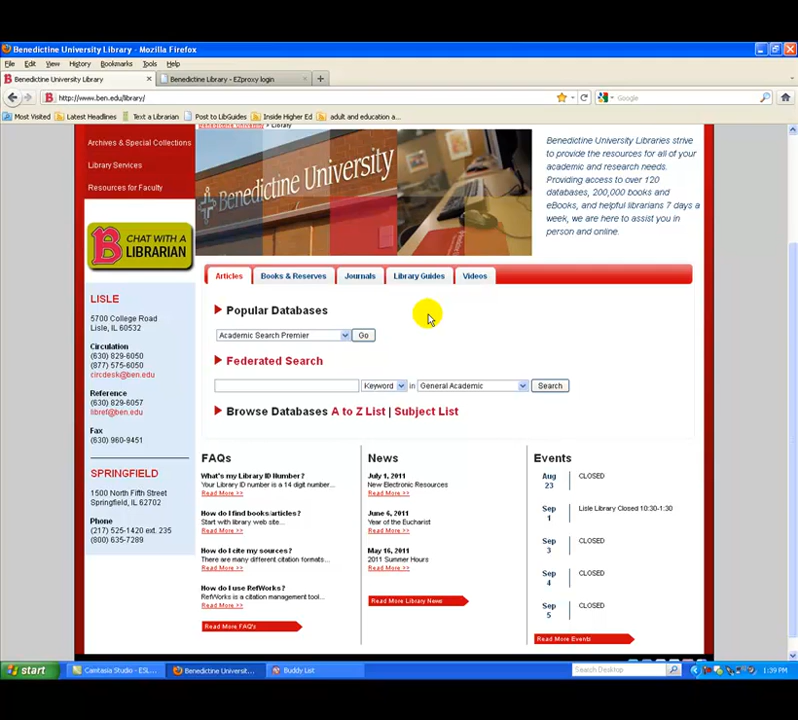 Benedictine University Library - Mozilla Firefox
File Edit View History Bookmarks Tools Help
Benedictine University Library
Benedictine Library - EZproxy login
http://www.ben.edu/library/
Google
Most Visited Latest Headlines Text a Librarian Post to LibGuides Inside Higher Ed adult and education a...
Benedictine University > Library
Archives & Special Collections
Library Services
Resources for Faculty
Benedictine University
Benedictine University Libraries strive
to provide the resources for all of your
academic and research needs.
Providing access to over 120
databases, 200,000 books and
eBooks, and helpful librarians 7 days a
week, we are here to assist you in
person and online.
CHAT WITH A
LIBRARIAN
Articles Books & Reserves Journals Library Guides Videos
LISLE
5700 College Road
Lisle, IL 60532
Circulation
(630) 829-6050
(877) 575-6050
circdesk@ben.edu
Reference
(630) 829-6057
libref@ben.edu
Fax
(630) 960-9451
SPRINGFIELD
1500 North Fifth Street
Springfield, IL 62702
Phone
(217) 525-1420 ext. 235
(800) 635-7289
Popular Databases
Academic Search Premier Go
Federated Search
Keyword in General Academic Search
Browse Databases A to Z List | Subject List
FAQs
What's my Library ID Number?
Your Library ID number is a 14 digit number...
Read More >>
How do I find books/articles?
Start with library web site...
Read More >>
How do I cite my sources?
There are many different citation formats...
Read More >>
How do I use RefWorks?
RefWorks is a citation management tool...
Read More >>
Read More FAQ's
News
July 1, 2011
New Electronic Resources
Read More >>
June 6, 2011
Year of the Eucharist
Read More >>
May 16, 2011
2011 Summer Hours
Read More >>
Read More Library News
Events
Aug
23
CLOSED
Sep
1
Lisle Library Closed 10:30-1:30
Sep
3
CLOSED
Sep
4
CLOSED
Sep
5
CLOSED
Read More Events
start Camtasia Studio - ESL... Benedictine Universit... Buddy List Search Desktop 1:39 PM